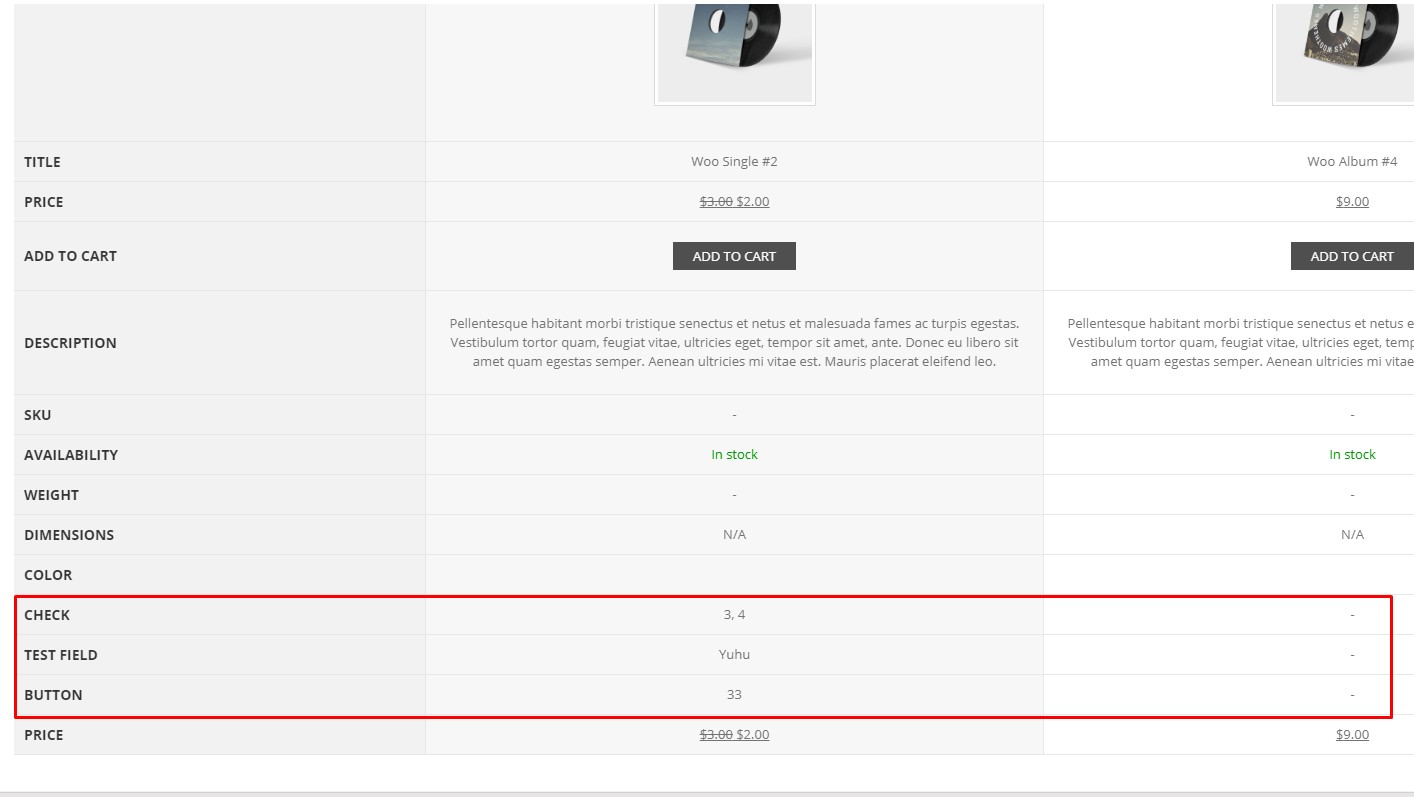 WOOTHEMES WOOTHEMES
TITLE Woo Single #2 Woo Album #4
PRICE $3.00 $2.00 $9.00
ADD TO CART ADD TO CART ADD TO CART
Pellentesque habitant morbi tristique senectus et netus et malesuada fames ac turpis egestas. Pellentesque habitant morbi tristique senectus et netus e
DESCRIPTION Vestibulum tortor quam, feugiat vitae, ultricies eget, tempor sit amet, ante. Donec eu libero sit Vestibulum tortor quam, feugiat vitae, ultricies eget, temp
amet quam egestas semper. Aenean ultricies mi vitae est. Mauris placerat eleifend leo. amet quam egestas semper. Aenean ultricies mi vitae
SKU - -
AVAILABILITY In stock In stock
WEIGHT - -
DIMENSIONS N/A N/A
COLOR
CHECK 3, 4 -
TEST FIELD Yuhu -
BUTTON 33 -
PRICE $3.00 $2.00 $9.00